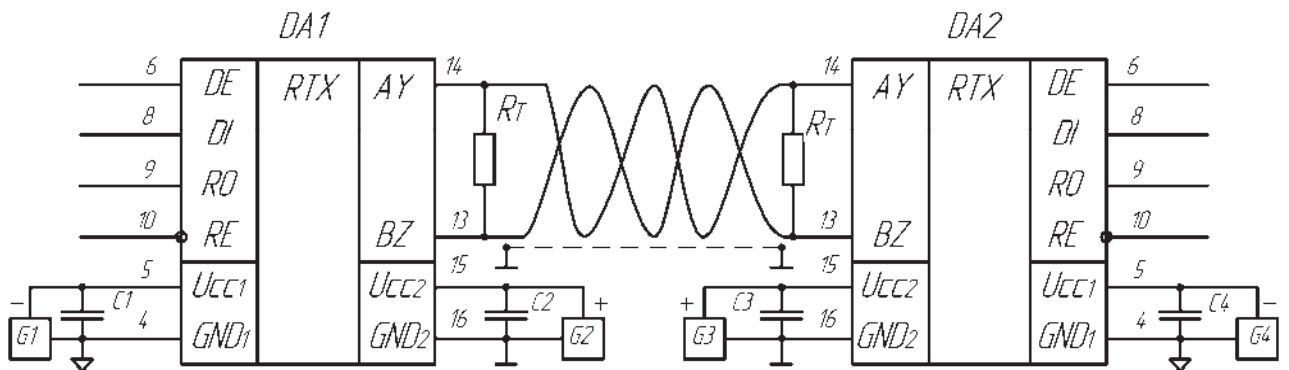 DA1 DA2
6 DE RTX AY 14 14 AY RTX DE 6
RT RT
8 DI DI 8
9 RO RO 9
10 RE BZ 13 13 BZ RE 10
5 UCC1 UCC2 15 15 UCC2 UCC1 5
- C1 C2 + + C3 C4 -
G1 4 GND1 GND2 16 G2 G3 16 GND2 GND1 4 G4